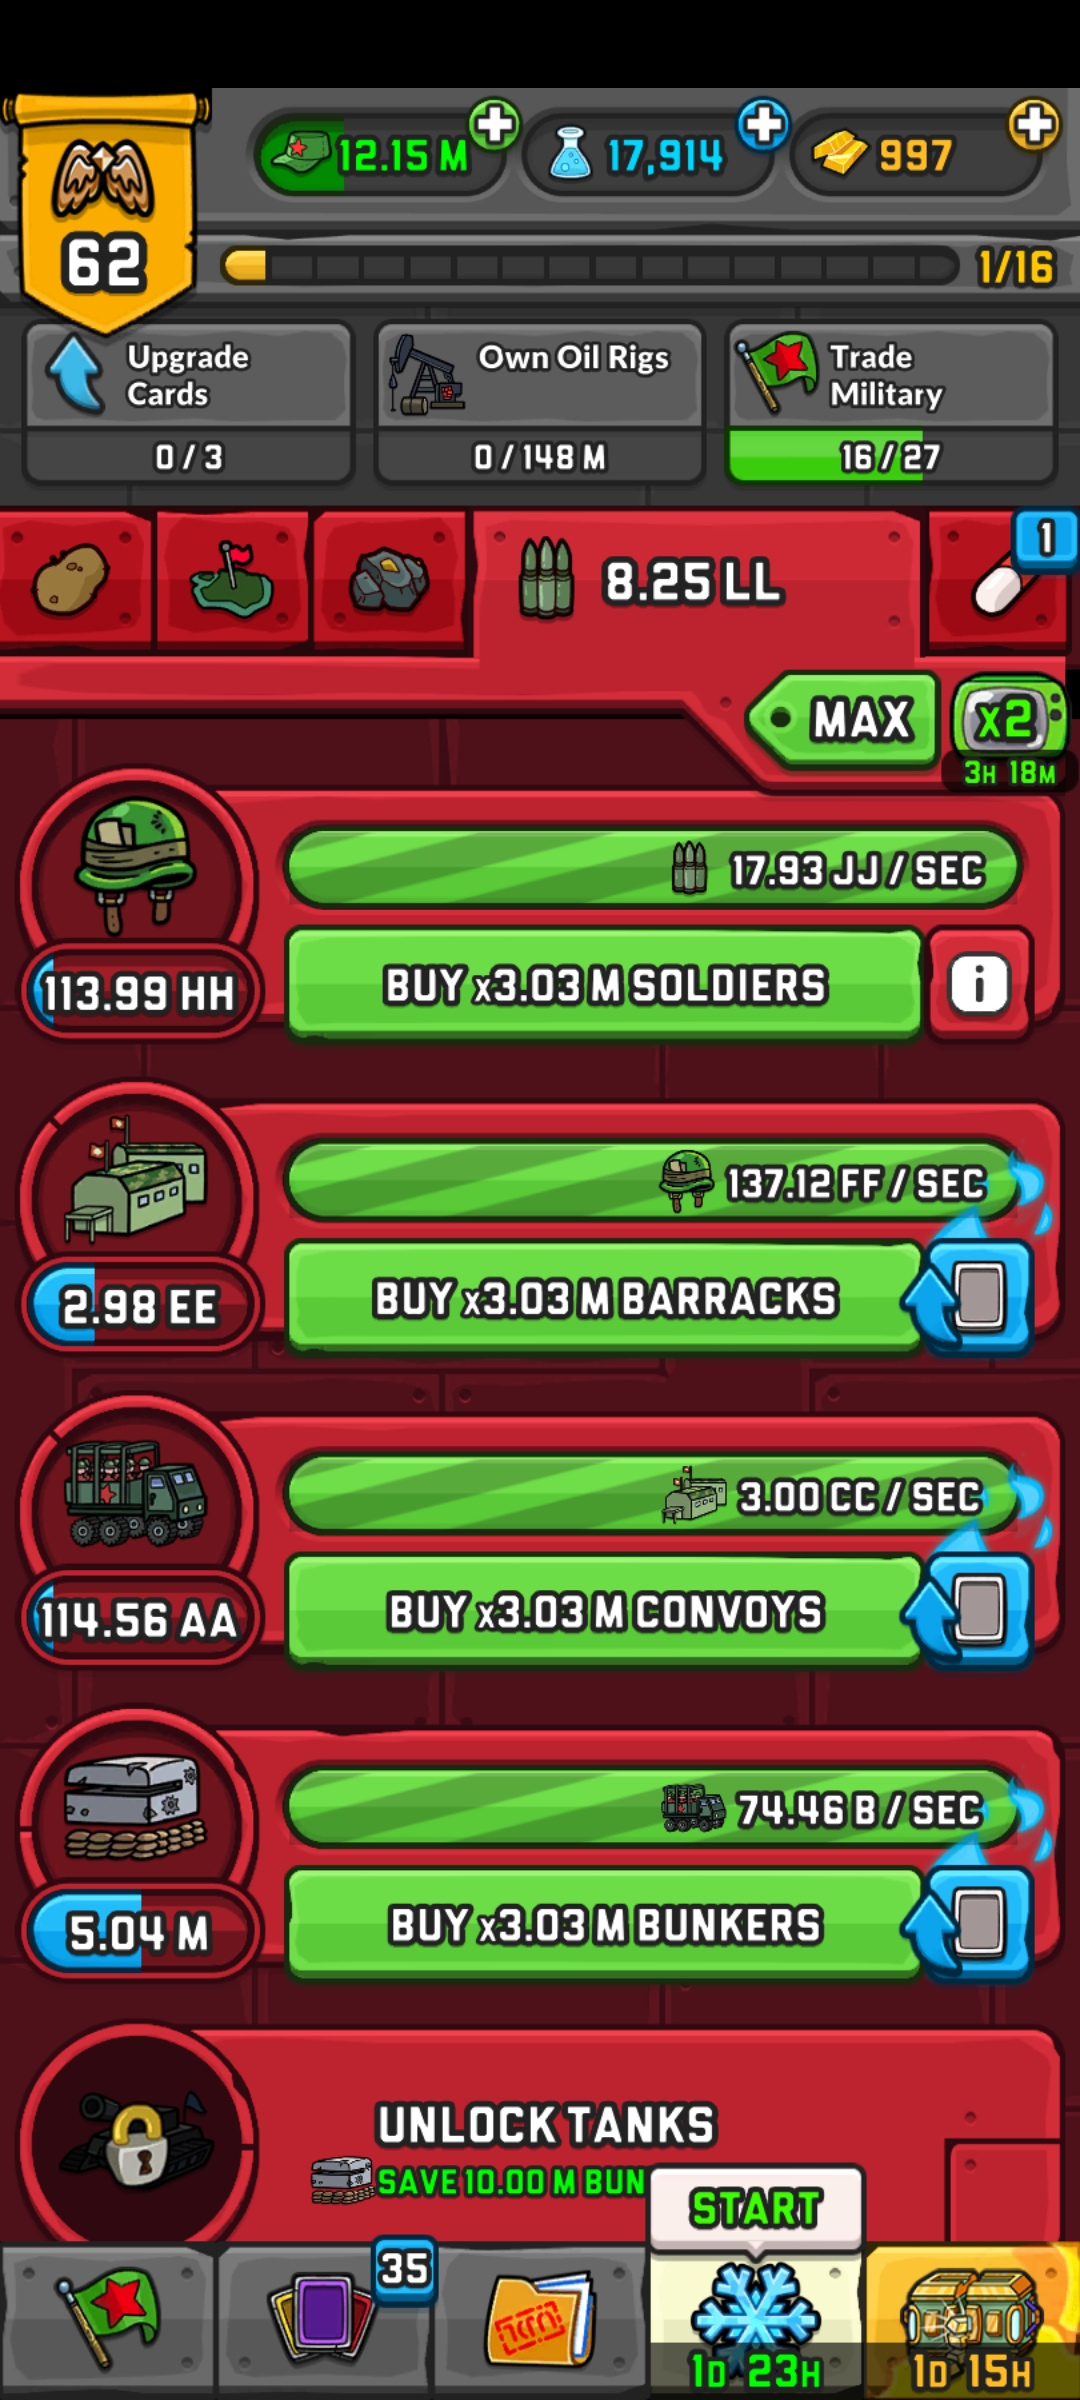 12.15 M
17,914
997
62
1/16
Upgrade
Cards
0 / 3
Own Oil Rigs
0 / 148 M
Trade
Military
16 / 27
8.25 LL
1
MAX
x2
3H 18M
17.93 JJ / SEC
113.99 HH
BUY x3.03 M SOLDIERS
i
137.12 FF / SEC
2.98 EE
BUY x3.03 M BARRACKS
3.00 CC / SEC
114.56 AA
BUY x3.03 M CONVOYS
74.46 B / SEC
5.04 M
BUY x3.03 M BUNKERS
UNLOCK TANKS
SAVE 10.00 M BUN
START
35
1D 23H
1D 15H